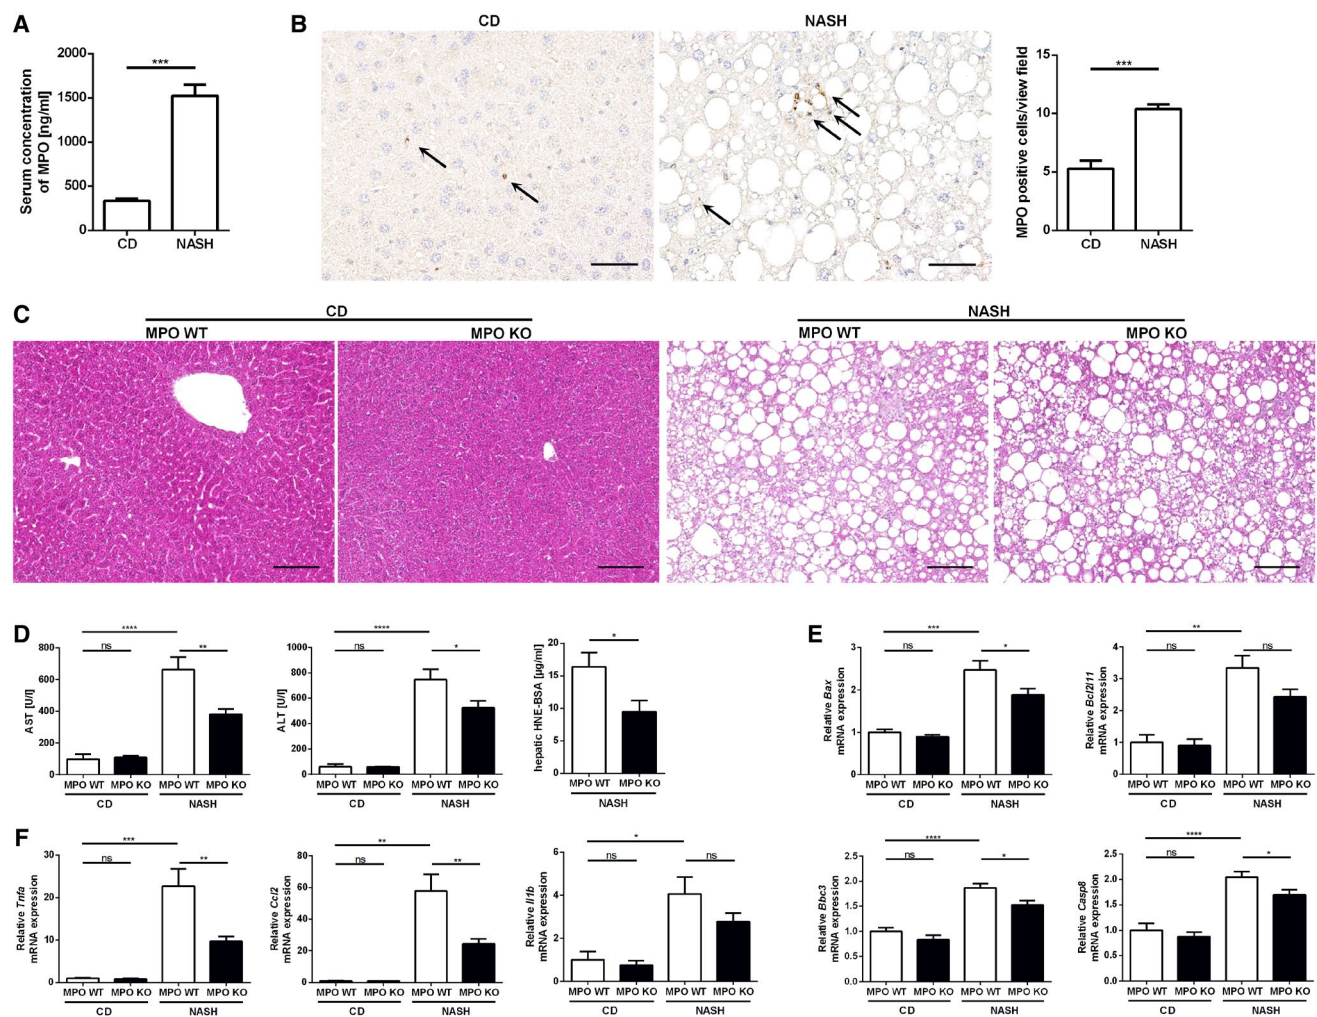 A
Serum concentration
of MPO [ng/ml]
2000
1500
1000
500
0
***
CD
NASH
B
CD
NASH
MPO positive cells/view field
15
10
5
0
***
CD
NASH
C
CD
MPO WT
MPO KO
NASH
MPO WT
MPO KO
D
AST [U/l]
800
600
400
200
0
****
ns
**
MPO WT MPO KO MPO WT MPO KO
CD
NASH
ALT [U/l]
1000
800
600
400
200
0
****
ns
*
MPO WT MPO KO MPO WT MPO KO
CD
NASH
hepatic HNE-BSA [µg/ml]
20
15
10
5
0
*
MPO WT MPO KO
NASH
E
Relative Bax
mRNA expression
3
2
1
0
***
ns
*
MPO WT MPO KO MPO WT MPO KO
CD
NASH
Relative Bcl2l11
mRNA expression
4
3
2
1
0
**
ns
ns
MPO WT MPO KO MPO WT MPO KO
CD
NASH
F
Relative Tnfa
mRNA expression
30
20
10
0
***
ns
**
MPO WT MPO KO MPO WT MPO KO
CD
NASH
Relative Ccl2
mRNA expression
80
60
40
20
0
**
ns
**
MPO WT MPO KO MPO WT MPO KO
CD
NASH
Relative Il1b
mRNA expression
6
4
2
0
*
ns
ns
MPO WT MPO KO MPO WT MPO KO
CD
NASH
Relative Bbc3
mRNA expression
2.5
2.0
1.5
1.0
0.5
0.0
****
ns
*
MPO WT MPO KO MPO WT MPO KO
CD
NASH
Relative Casp8
mRNA expression
2.5
2.0
1.5
1.0
0.5
0.0
****
ns
*
MPO WT MPO KO MPO WT MPO KO
CD
NASH